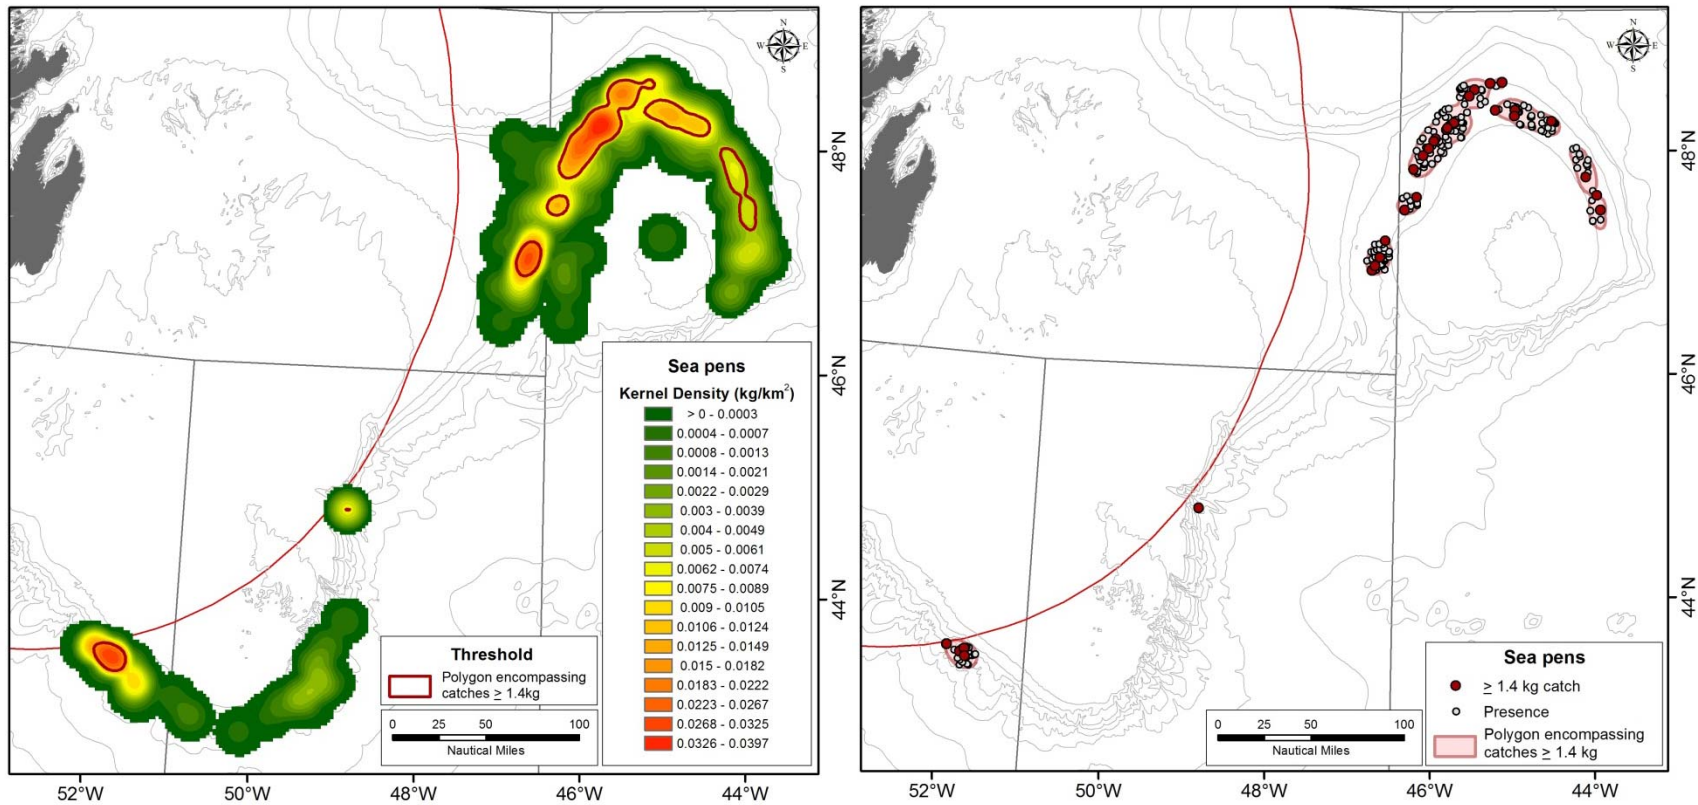 N
W E
S
48°N
46°N
44°N
Sea pens
Kernel Density (kg/km²)
> 0 - 0.0003
0.0004 - 0.0007
0.0008 - 0.0013
0.0014 - 0.0021
0.0022 - 0.0029
0.003 - 0.0039
0.004 - 0.0049
0.005 - 0.0061
0.0062 - 0.0074
0.0075 - 0.0089
0.009 - 0.0105
0.0106 - 0.0124
0.0125 - 0.0149
0.015 - 0.0182
0.0183 - 0.0222
0.0223 - 0.0267
0.0268 - 0.0325
0.0326 - 0.0397
Threshold
Polygon encompassing
catches ≥ 1.4kg
0 25 50 100
Nautical Miles
52°W 50°W 48°W 46°W 44°W
N
W E
S
48°N
46°N
44°N
Sea pens
≥ 1.4 kg catch
Presence
Polygon encompassing
catches ≥ 1.4 kg
0 25 50 100
Nautical Miles
52°W 50°W 48°W 46°W 44°W